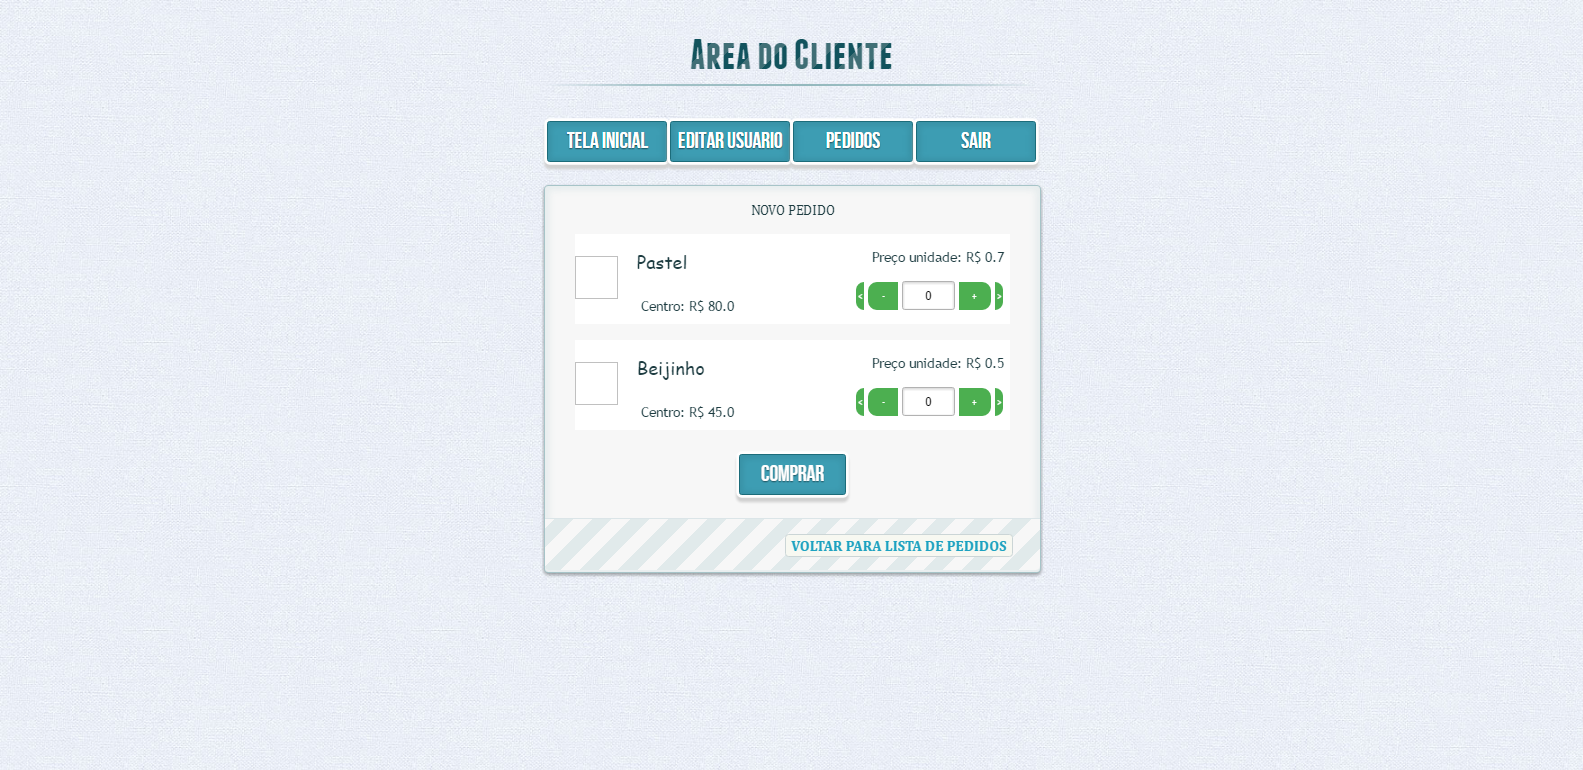 Area do Cliente
TELA INICIAL EDITAR USUARIO PEDIDOS SAIR
NOVO PEDIDO
Pastel
Preço unidade: R$ 0.7
< - 0 + >
Centro: R$ 80.0
Beijinho
Preço unidade: R$ 0.5
< - 0 + >
Centro: R$ 45.0
COMPRAR
VOLTAR PARA LISTA DE PEDIDOS